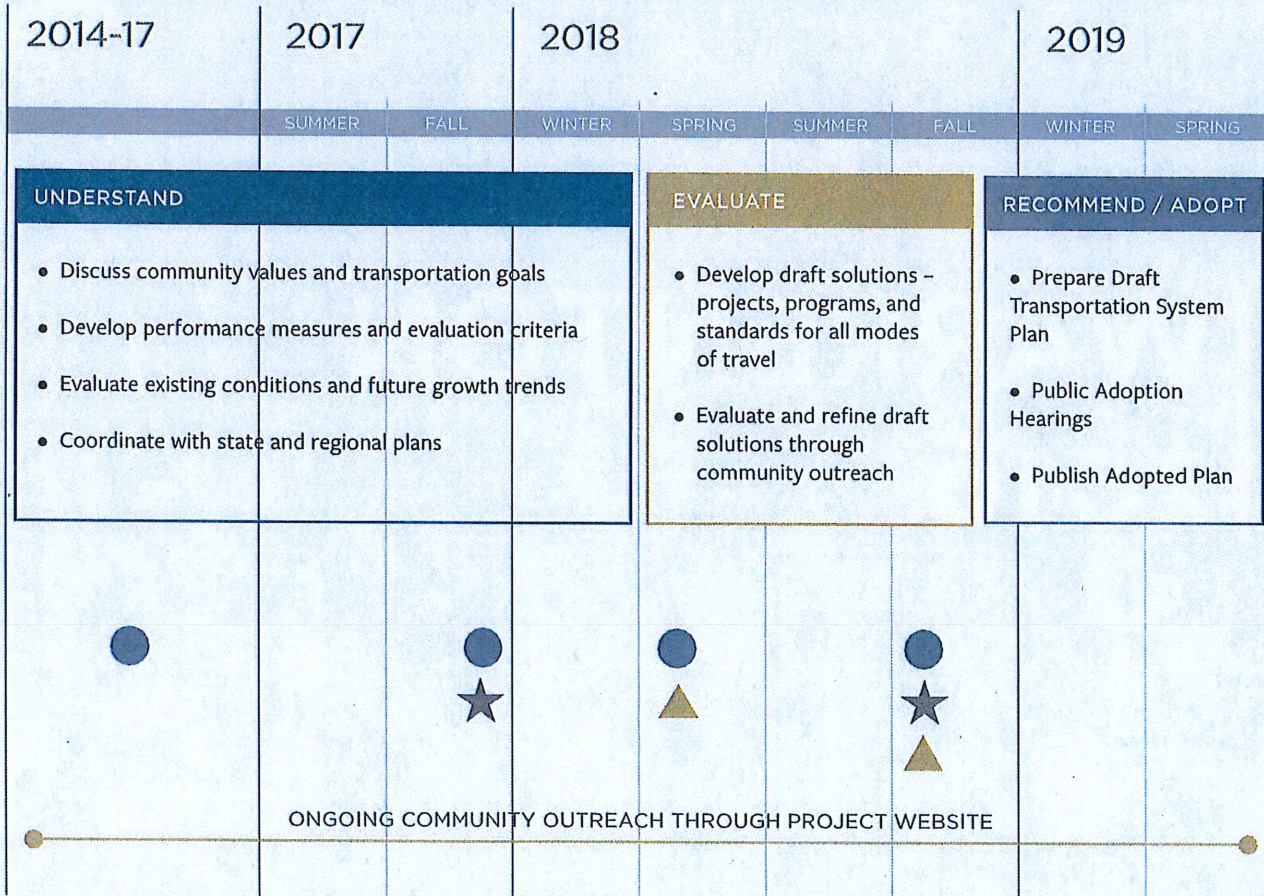 2014-17
2017
2018
2019
SUMMER
FALL
WINTER
SPRING
SUMMER
FALL
WINTER
SPRING
UNDERSTAND
• Discuss community values and transportation goals
• Develop performance measures and evaluation criteria
• Evaluate existing conditions and future growth trends
• Coordinate with state and regional plans
EVALUATE
• Develop draft solutions –
projects, programs, and
standards for all modes
of travel
• Evaluate and refine draft
solutions through
community outreach
RECOMMEND / ADOPT
• Prepare Draft
Transportation System
Plan
• Public Adoption
Hearings
• Publish Adopted Plan
ONGOING COMMUNITY OUTREACH THROUGH PROJECT WEBSITE